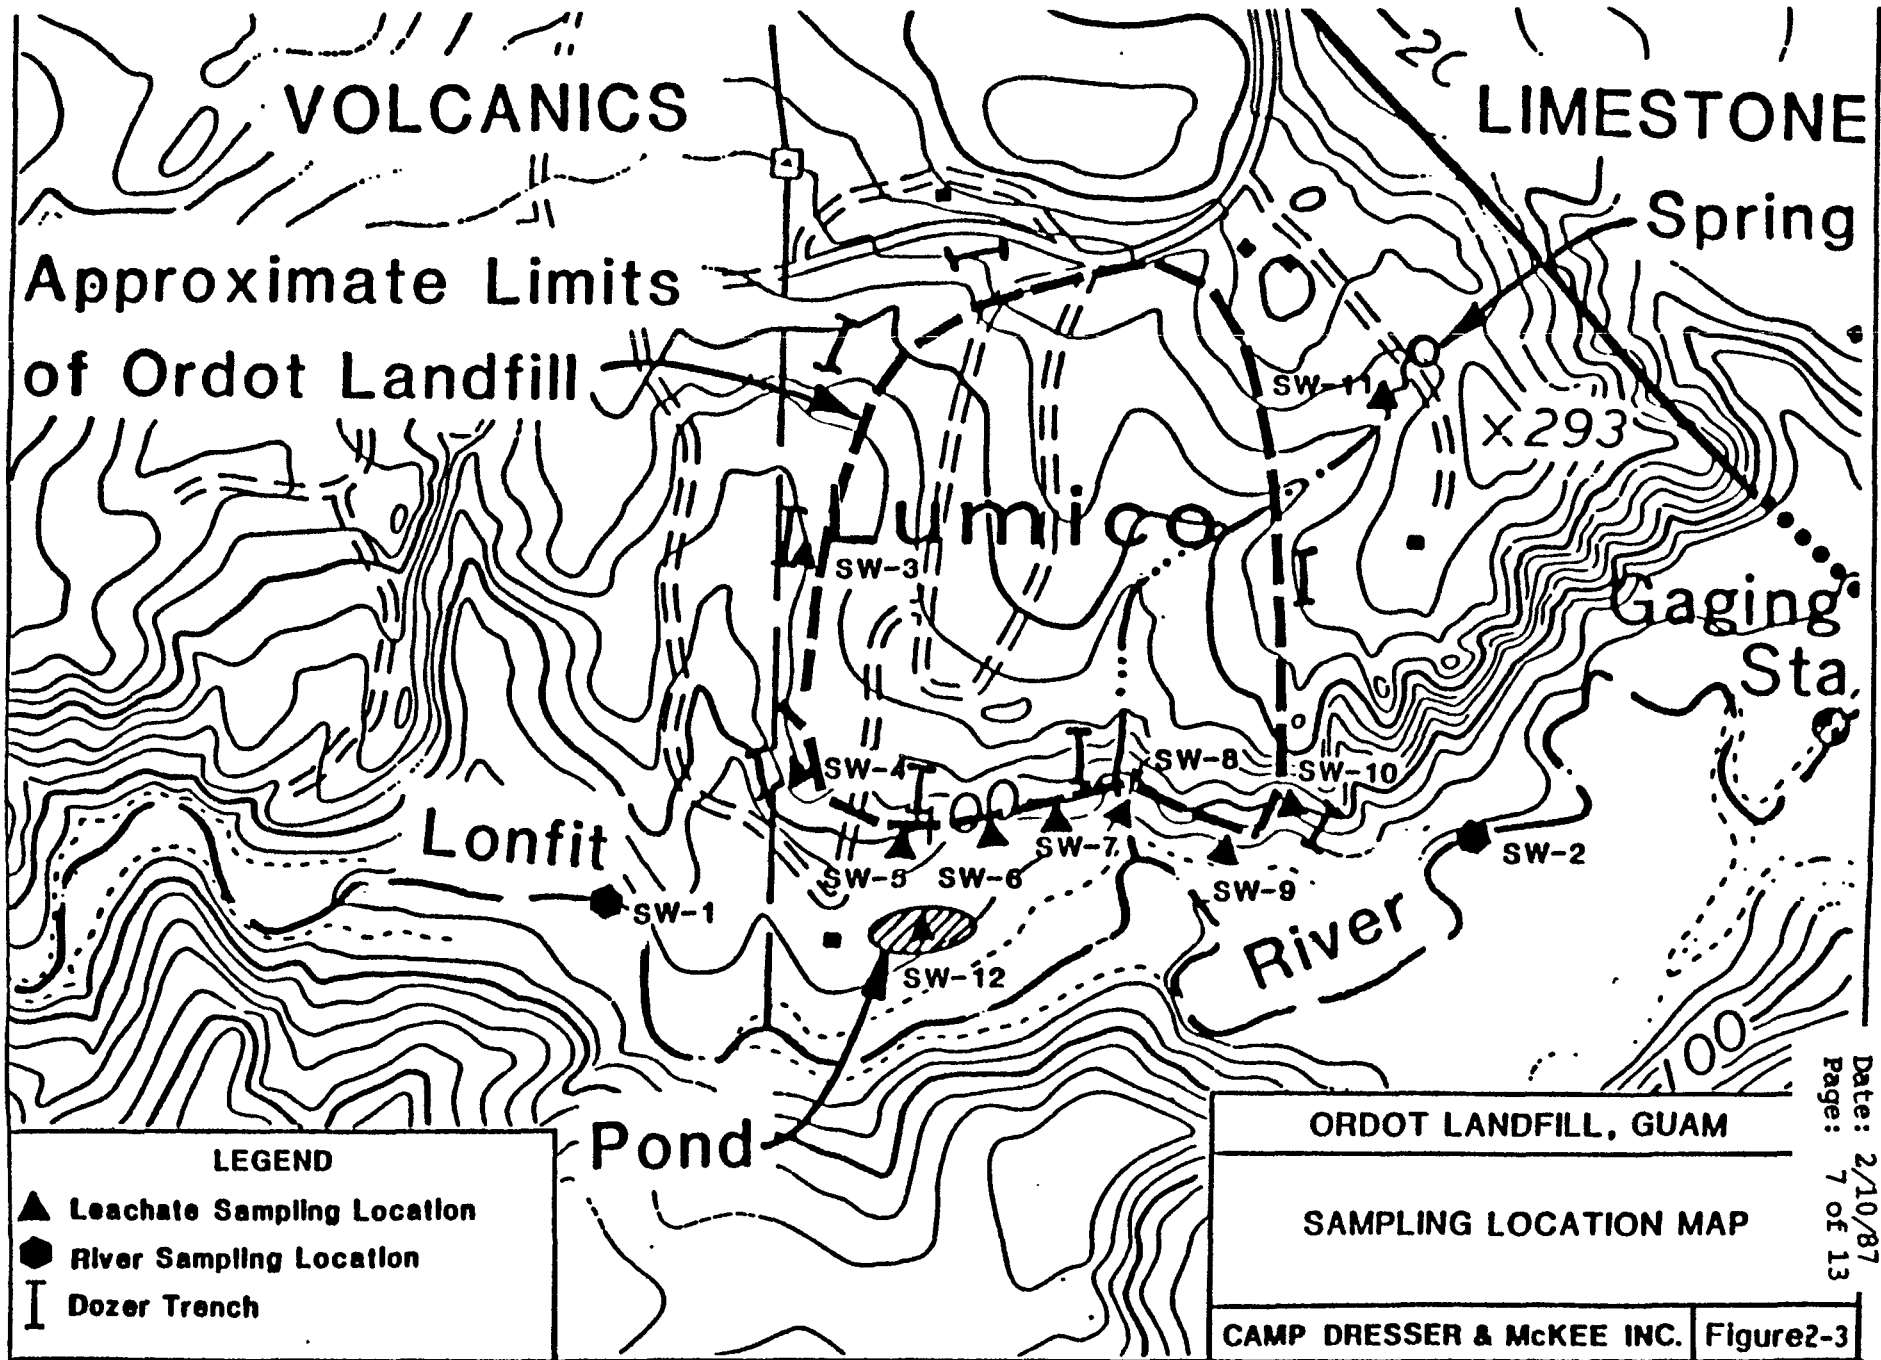 VOLCANICS
LIMESTONE
Spring
Approximate Limits
of Ordot Landfill
SW-11
×293
Lumico
SW-3
Gaging
Sta.
SW-4
SW-8
SW-10
100
Lonfit
SW-7
SW-2
SW-5
SW-6
SW-9
SW-1
River
SW-12
100
Pond
LEGEND
Leachate Sampling Location
River Sampling Location
Dozer Trench
ORDOT LANDFILL, GUAM
SAMPLING LOCATION MAP
CAMP DRESSER & McKEE INC.
Figure2-3
Date: 2/10/87
Page: 7 of 13